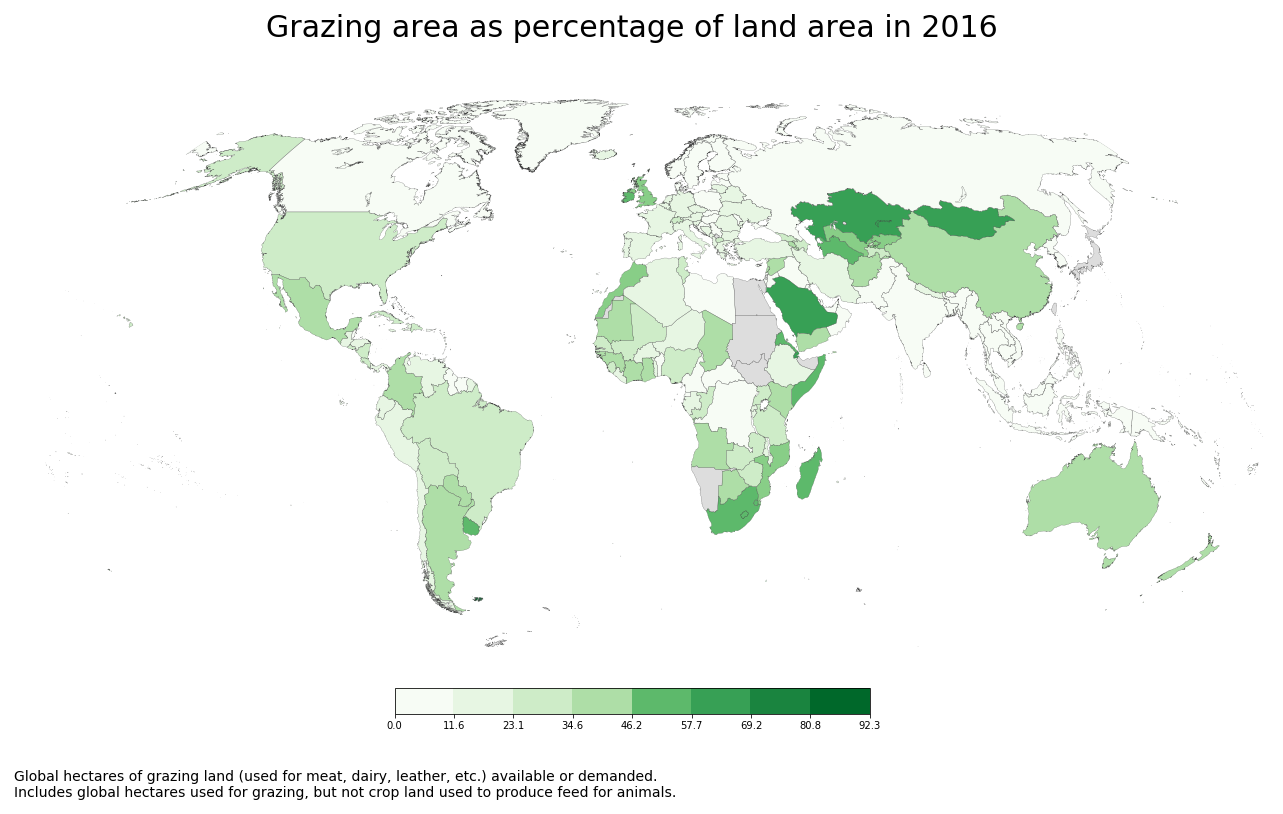 Grazing area as percentage of land area in 2016
0.0 11.6 23.1 34.6 46.2 57.7 69.2 80.8 92.3
Global hectares of grazing land (used for meat, dairy, leather, etc.) available or demanded.
Includes global hectares used for grazing, but not crop land used to produce feed for animals.